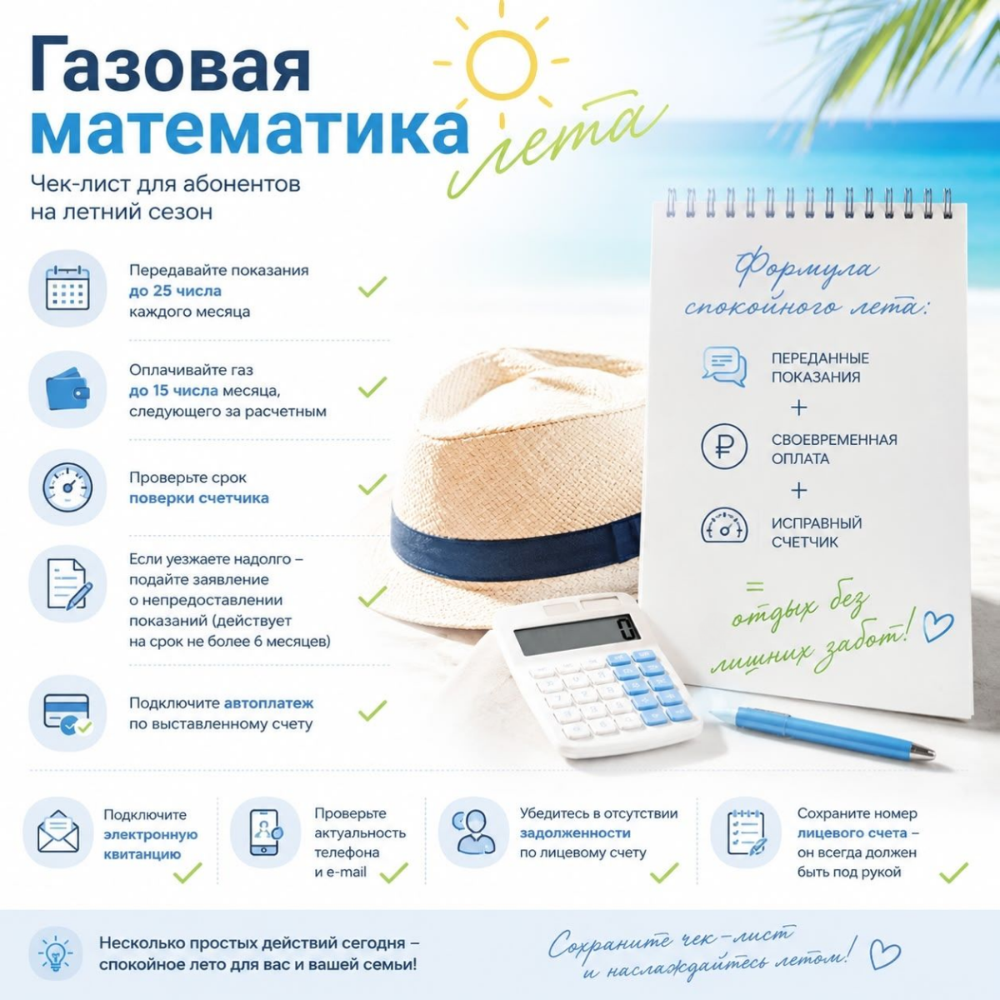 Газовая
математика
лета
Чек-лист для абонентов
на летний сезон
Передавайте показания
до 25 числа
каждого месяца
Оплачивайте газ
до 15 числа месяца,
следующего за расчетным
Проверьте срок
поверки счетчика
Если уезжаете надолго –
подайте заявление
о непредоставлении
показаний (действует
на срок не более 6 месяцев)
Подключите автоплатеж
по выставленному счету
Формула
спокойного лета:
ПЕРЕДАННЫЕ
ПОКАЗАНИЯ
+
СВОЕВРЕМЕННАЯ
ОПЛАТА
+
ИСПРАВНЫЙ
СЧЕТЧИК
=
отдых без
лишних забот!
0
Подключите
электронную
квитанцию
Проверьте
актуальность
телефона
и e-mail
Убедитесь в отсутствии
задолженности
по лицевому счету
Сохраните номер
лицевого счета –
он всегда должен
быть под рукой
Несколько простых действий сегодня –
спокойное лето для вас и вашей семьи!
Сохраните чек-лист
и наслаждайтесь летом!